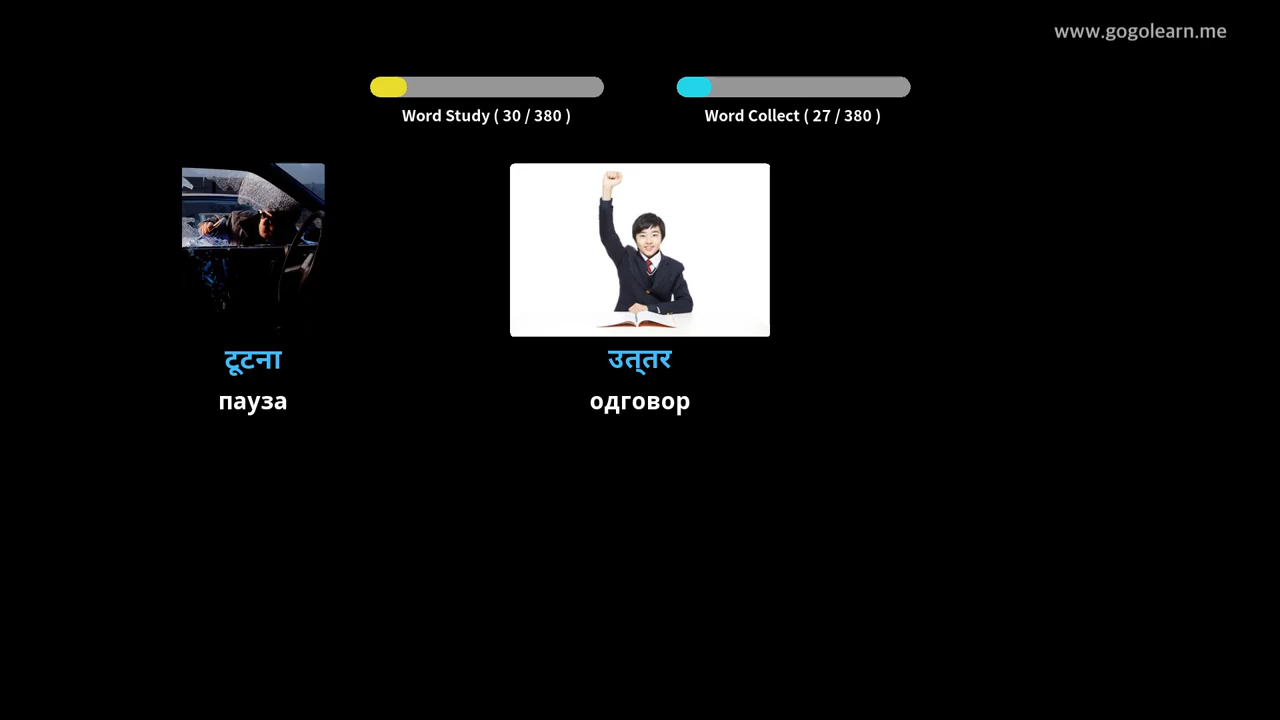 www.gogolearn.me
Word Study ( 30 / 380 )
Word Collect ( 27 / 380 )
टूटना
пауза
उत्तर
одговор